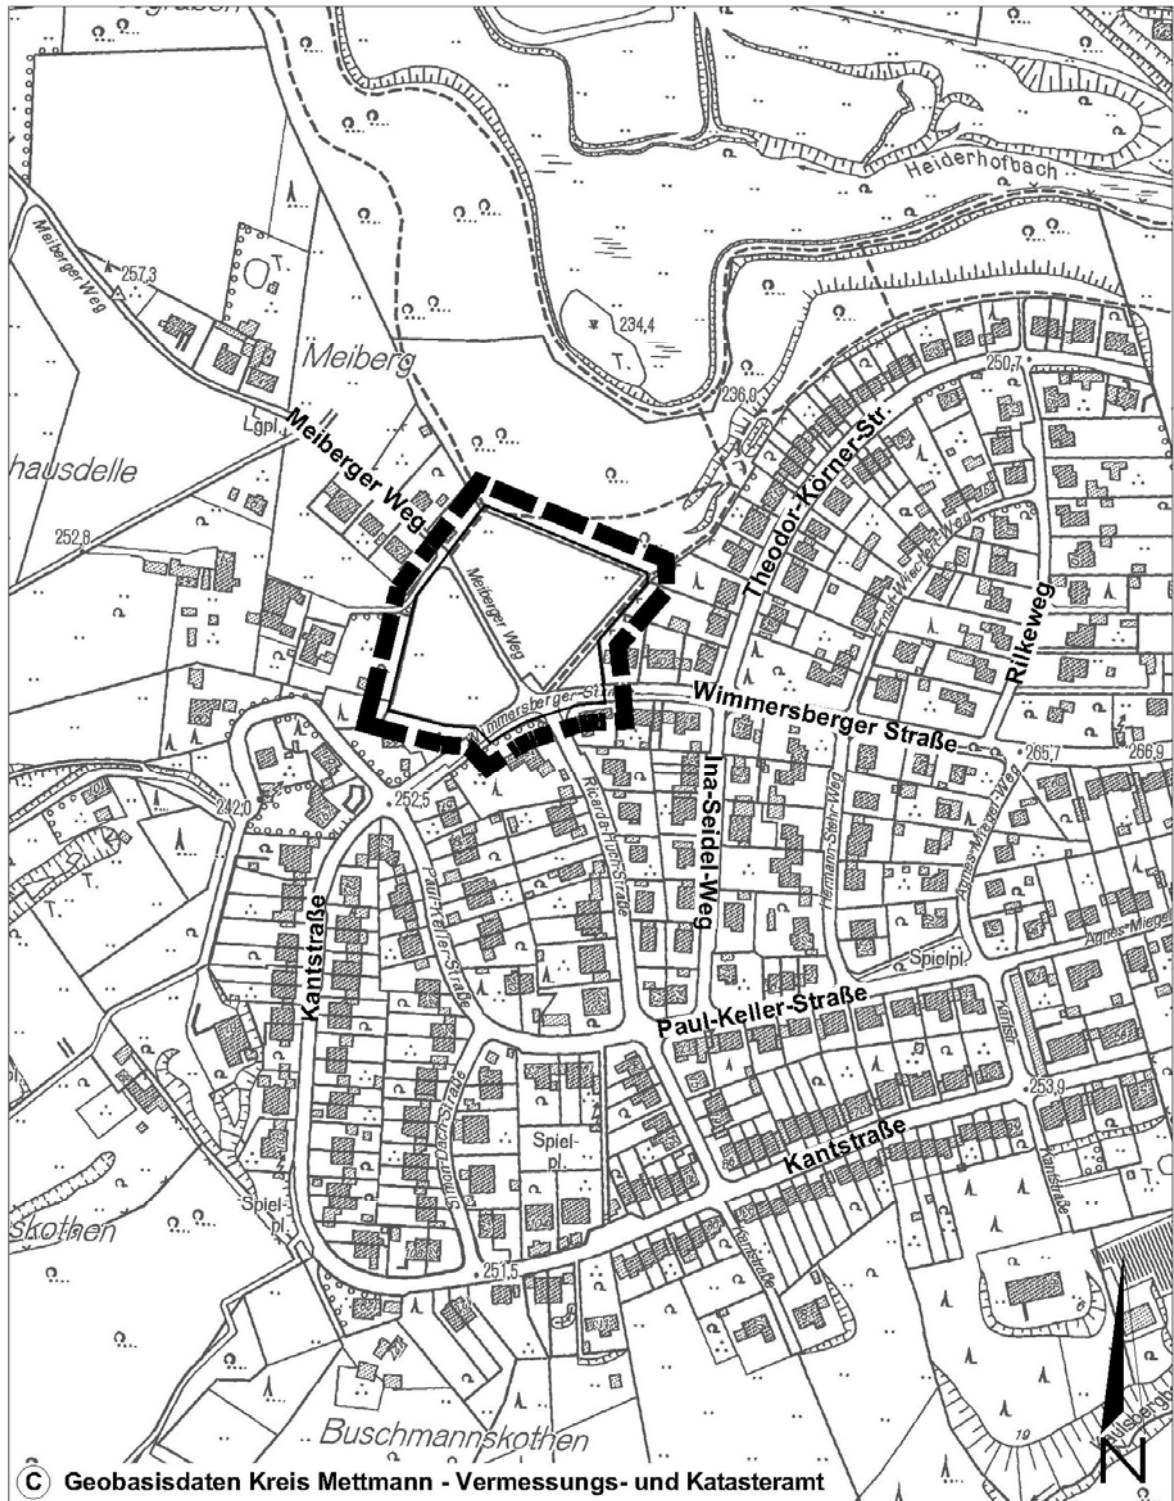 Heiderhofbach
Meiberger Weg
257,3
T.
234,4
T.
Meiberg
236,0
250,7
Lgpl.
Meiberger Weg
hausdelle
Theodor-Körner-Str.
Ernst-Wiechert-Weg
252,8
Meiberger Weg
Rilkeweg
Wimmersberger Straße
265,7
266,9
252,5
242,0
Ina-Seidel-Weg
Ricarda-Huch-Straße
Hermann-Stehr-Weg
Agnes-Miegel-Weg
T.
Kantstraße
Paul-Keller-Straße
Agnes-Miegel
Spielpl.
Paul-Keller-Straße
Kantstr.
253,9
Simon-Dach-Straße
Spiel-
pl.
Kantstraße
Kantstraße
Spiel-
pl.
skothen
Kantstraße
251,5
6
19
Buschmannskothen
N
C Geobasisdaten Kreis Mettmann - Vermessungs- und Katasteramt